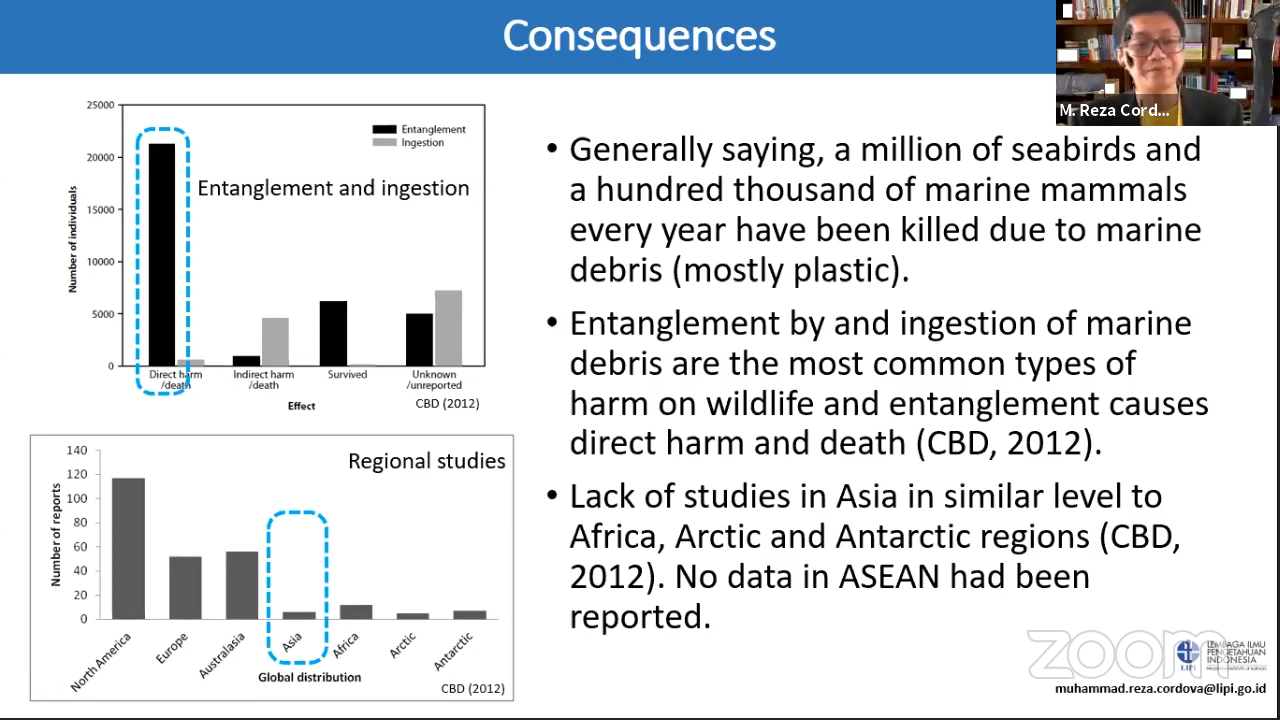 Consequences
M. Reza Cord...
25000
20000
15000
10000
5000
0
Number of individuals
Entanglement
Ingestion
Entanglement and ingestion
Direct harm
/death
Indirect harm
/death
Survived
Unknown
/unreported
Effect
CBD (2012)
Regional studies
140
120
100
80
60
40
20
0
Number of reports
North America
Europe
Australasia
Asia
Africa
Arctic
Antarctic
Global distribution
CBD (2012)
• Generally saying, a million of seabirds and
a hundred thousand of marine mammals
every year have been killed due to marine
debris (mostly plastic).
• Entanglement by and ingestion of marine
debris are the most common types of
harm on wildlife and entanglement causes
direct harm and death (CBD, 2012).
• Lack of studies in Asia in similar level to
Africa, Arctic and Antarctic regions (CBD,
2012). No data in ASEAN had been
reported.
zoom
LIPI
LEMBAGA ILMU
PENGETAHUAN
INDONESIA
muhammad.reza.cordova@lipi.go.id